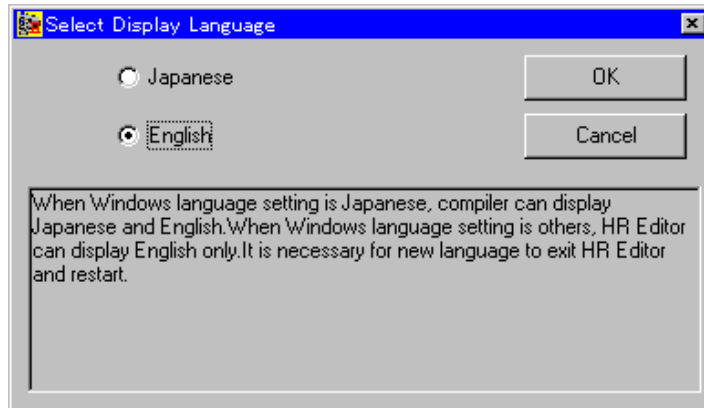 Select Display Language
Japanese
OK
English
Cancel
When Windows language setting is Japanese, compiler can display
Japanese and English.When Windows language setting is others, HR Editor
can display English only.It is necessary for new language to exit HR Editor
and restart.